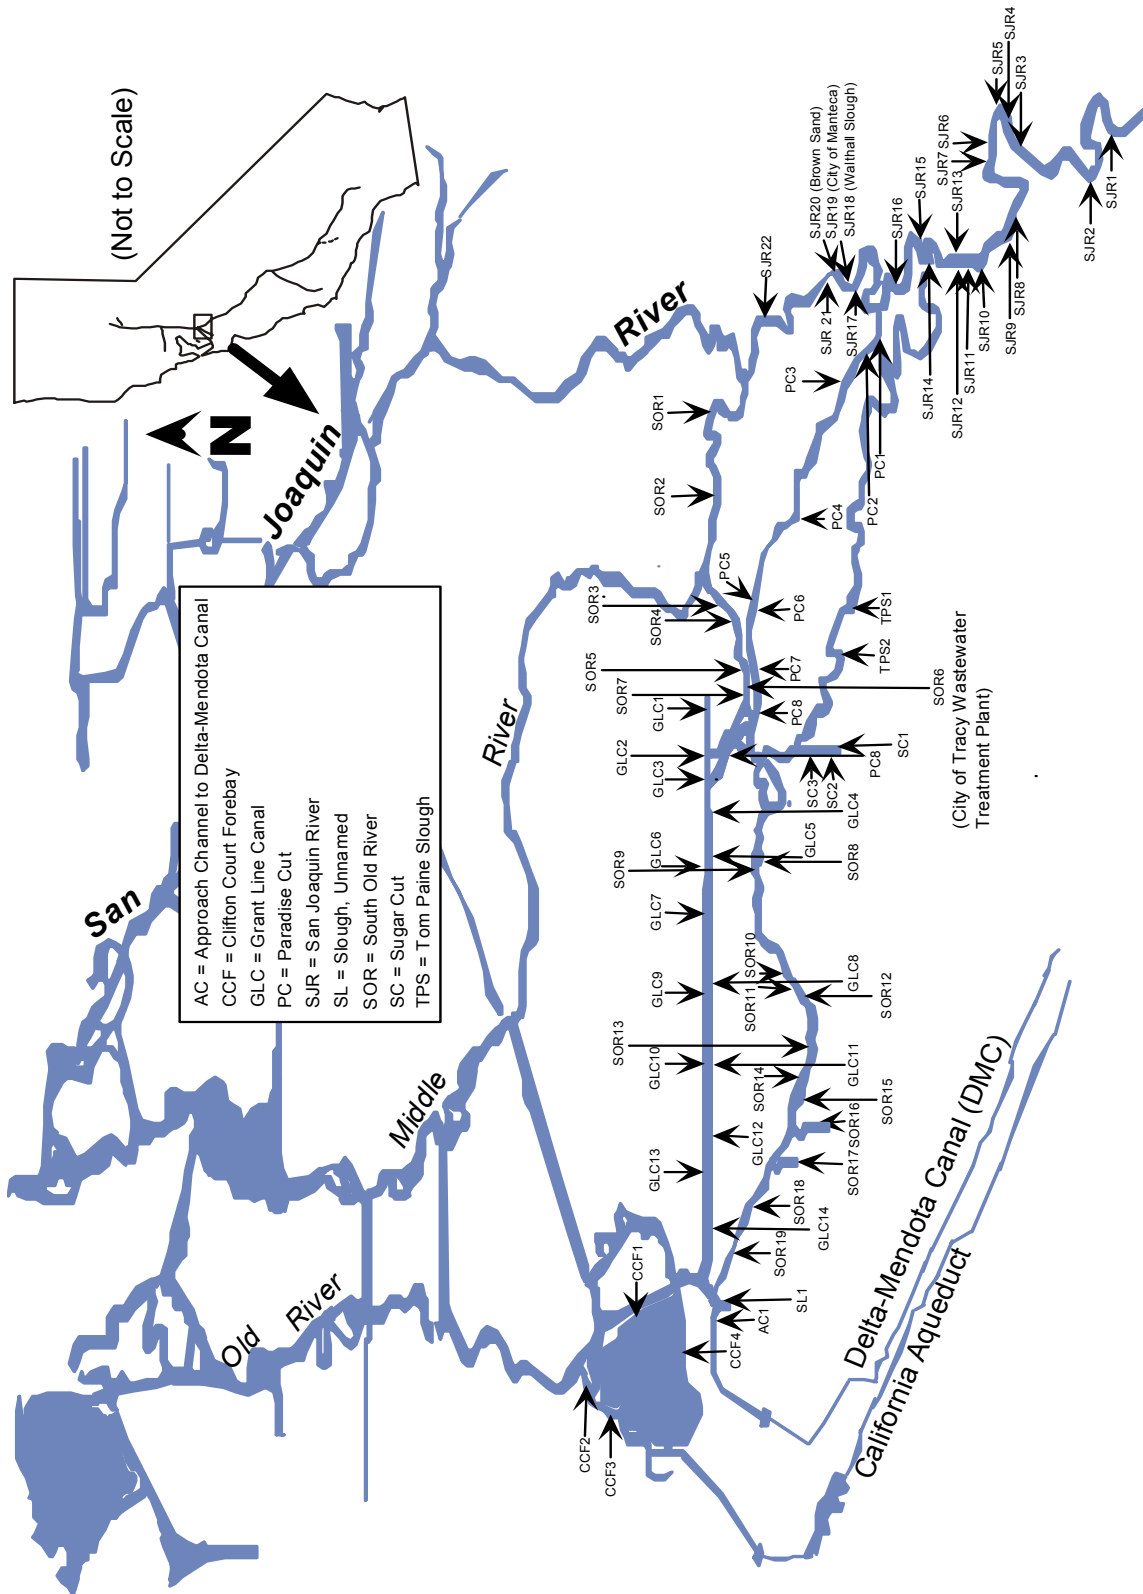 (Not to Scale)
N
San
Joaquin
River
River
Middle
Old
River
AC = Approach Channel to Delta-Mendota Canal
CCF = Clifton Court Forebay
GLC = Grant Line Canal
PC = Paradise Cut
SJR = San Joaquin River
SL = Slough, Unnamed
SOR = South Old River
SC = Sugar Cut
TPS = Tom Paine Slough
CCF2
CCF3
CCF1
CCF4
AC1
SL1
GLC13
GLC10
GLC9
GLC7
GLC6
GLC3
GLC2
GLC1
GLC14
GLC12
GLC11
GLC8
GLC5
GLC4
SOR13
SOR9
SOR7
SOR5
SOR4
SOR3
SOR2
SOR1
SOR19
SOR18
SOR17
SOR16
SOR15
SOR14
SOR12
SOR11
SOR10
SOR8
SOR6
(City of Tracy Wastewater
Treatment Plant)
SC3
SC2
SC1
PC8
PC8
PC7
PC6
PC5
PC4
PC3
PC2
PC1
TPS2
TPS1
SJR22
SJR 21
SJR20 (Brown Sand)
SJR19 (City of Manteca)
SJR18 (Walthall Slough)
SJR17
SJR16
SJR15
SJR14
SJR13
SJR12
SJR11
SJR10
SJR9
SJR8
SJR7
SJR6
SJR5
SJR4
SJR3
SJR2
SJR1
Delta-Mendota Canal (DMC)
California Aqueduct